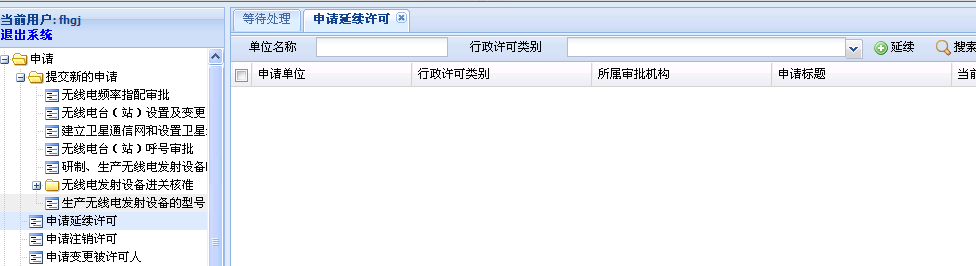 当前用户: fhgj
退出系统
申请
提交新的申请
无线电频率指配审批
无线电台（站）设置及变更
建立卫星通信网和设置卫星
无线电台（站）呼号审批
研制、生产无线电发射设备
无线电发射设备进关核准
生产无线电发射设备的型号
申请延续许可
申请注销许可
申请变更被许可人
等待处理 申请延续许可
单位名称 行政许可类别 延续 搜索
申请单位 行政许可类别 所属审批机构 申请标题 当前